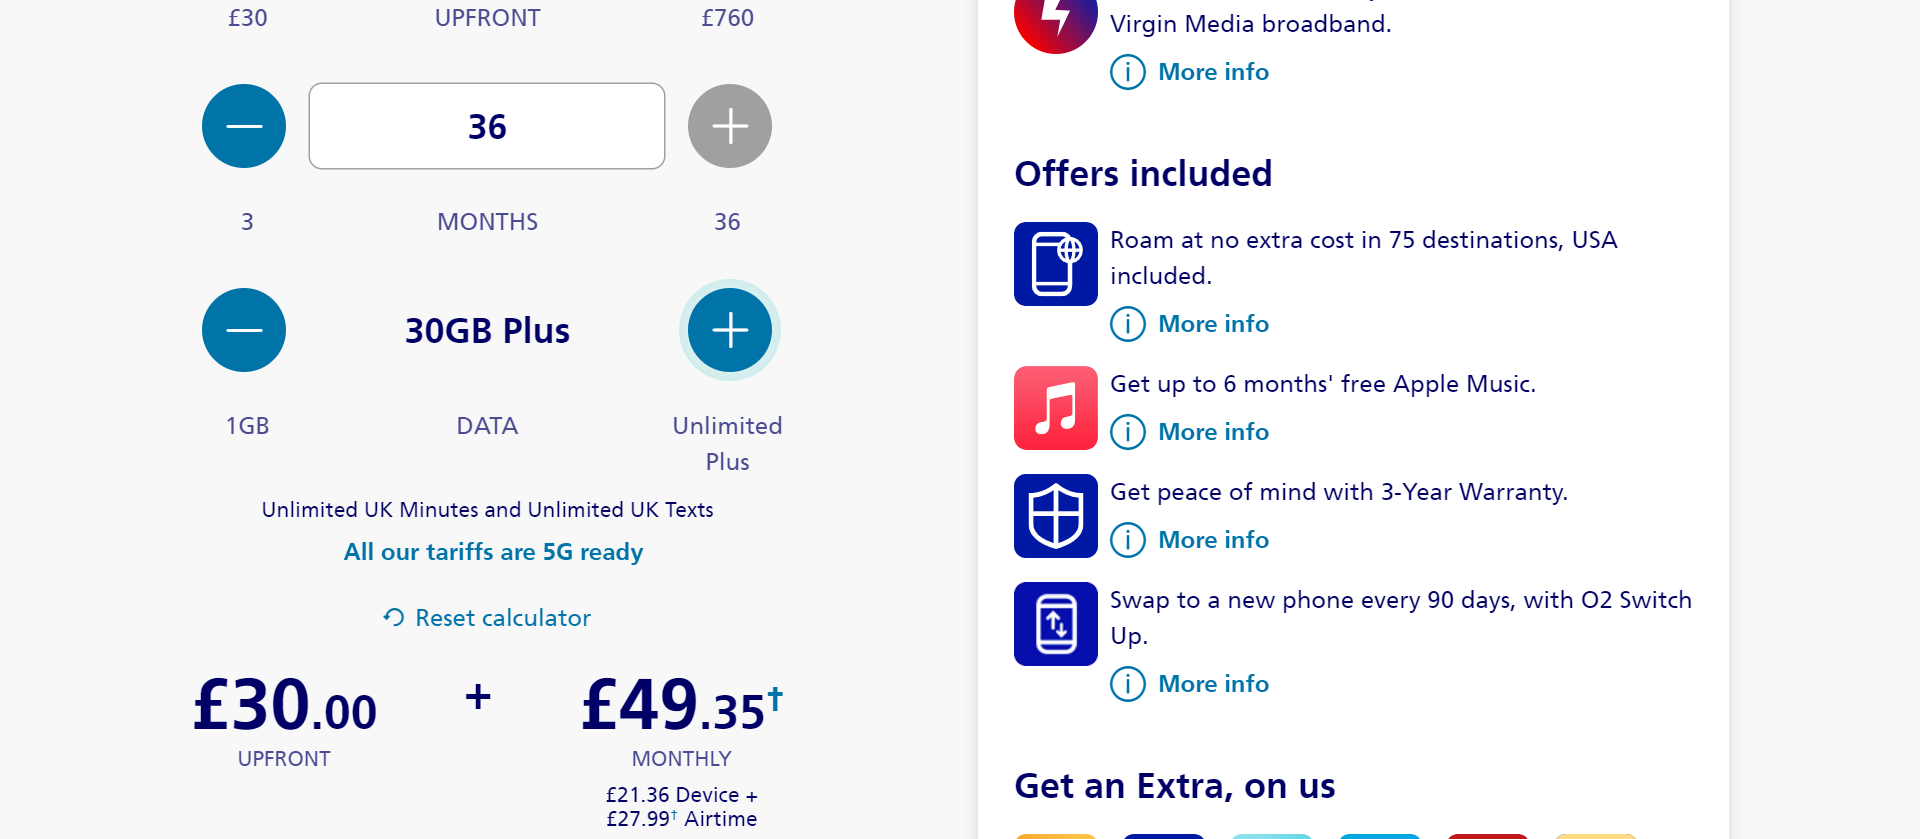 £30 UPFRONT £760
36
3 MONTHS 36
30GB Plus
1GB DATA Unlimited
Plus
Unlimited UK Minutes and Unlimited UK Texts
All our tariffs are 5G ready
Reset calculator
£30.00 + £49.35†
UPFRONT MONTHLY
£21.36 Device +
£27.99† Airtime
Virgin Media broadband.
More info
Offers included
Roam at no extra cost in 75 destinations, USA
included.
More info
Get up to 6 months' free Apple Music.
More info
Get peace of mind with 3-Year Warranty.
More info
Swap to a new phone every 90 days, with O2 Switch
Up.
More info
Get an Extra, on us